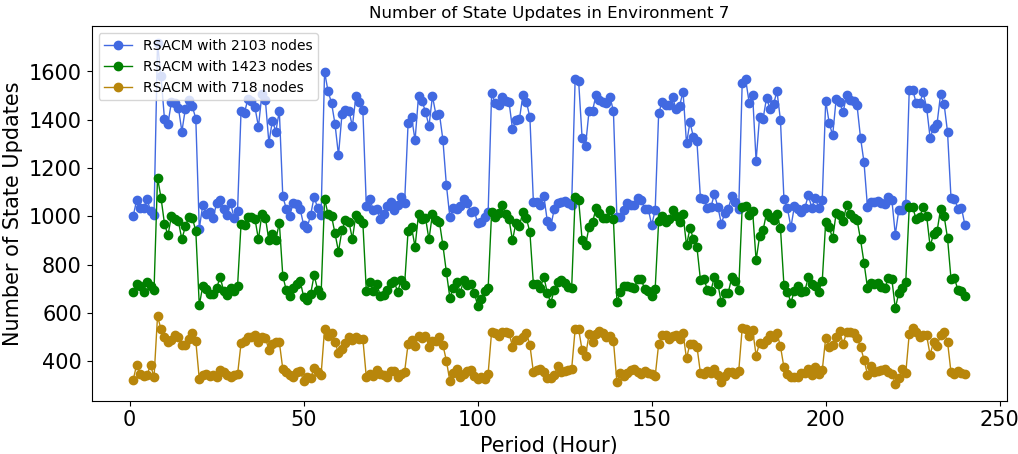 Number of State Updates in Environment 7
RSACM with 2103 nodes
RSACM with 1423 nodes
RSACM with 718 nodes
Number of State Updates
1600
1400
1200
1000
800
600
400
0 50 100 150 200 250
Period (Hour)